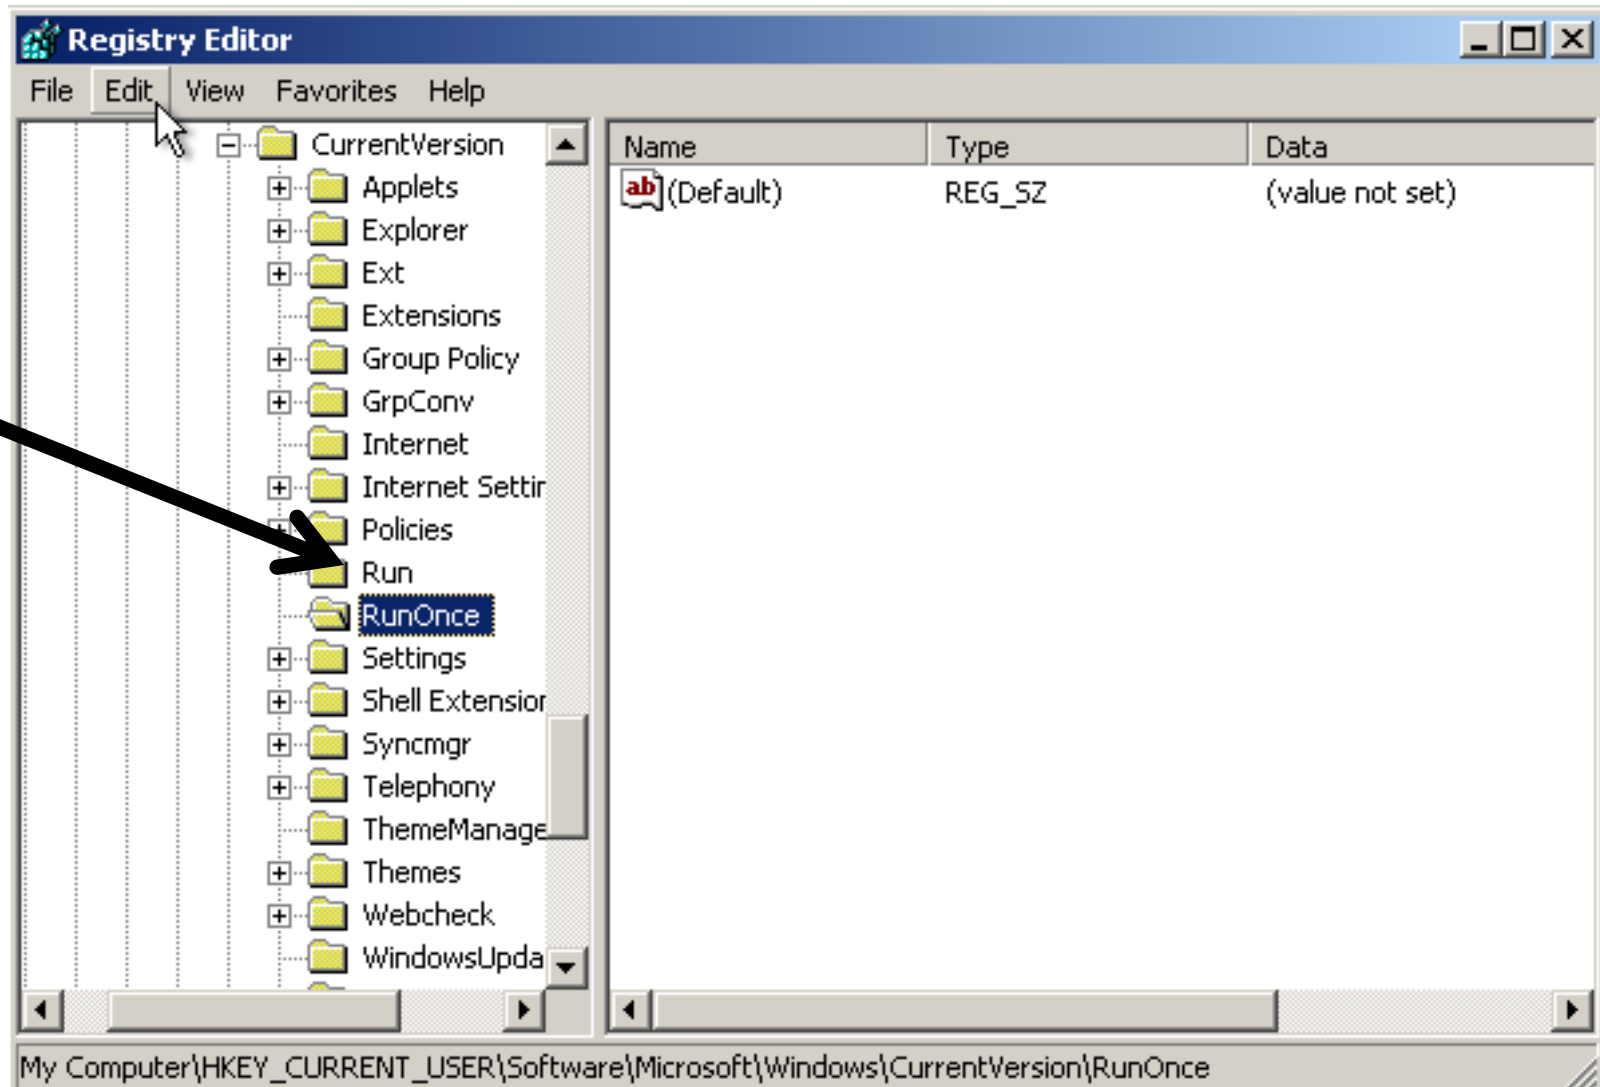 Registry Editor
File Edit View Favorites Help
CurrentVersion
Applets
Explorer
Ext
Extensions
Group Policy
GrpConv
Internet
Internet Settir
Policies
Run
RunOnce
Settings
Shell Extension
Syncmgr
Telephony
ThemeManage
Themes
Webcheck
WindowsUpda
Name Type Data
ab (Default) REG_SZ (value not set)
My Computer\HKEY_CURRENT_USER\Software\Microsoft\Windows\CurrentVersion\RunOnce